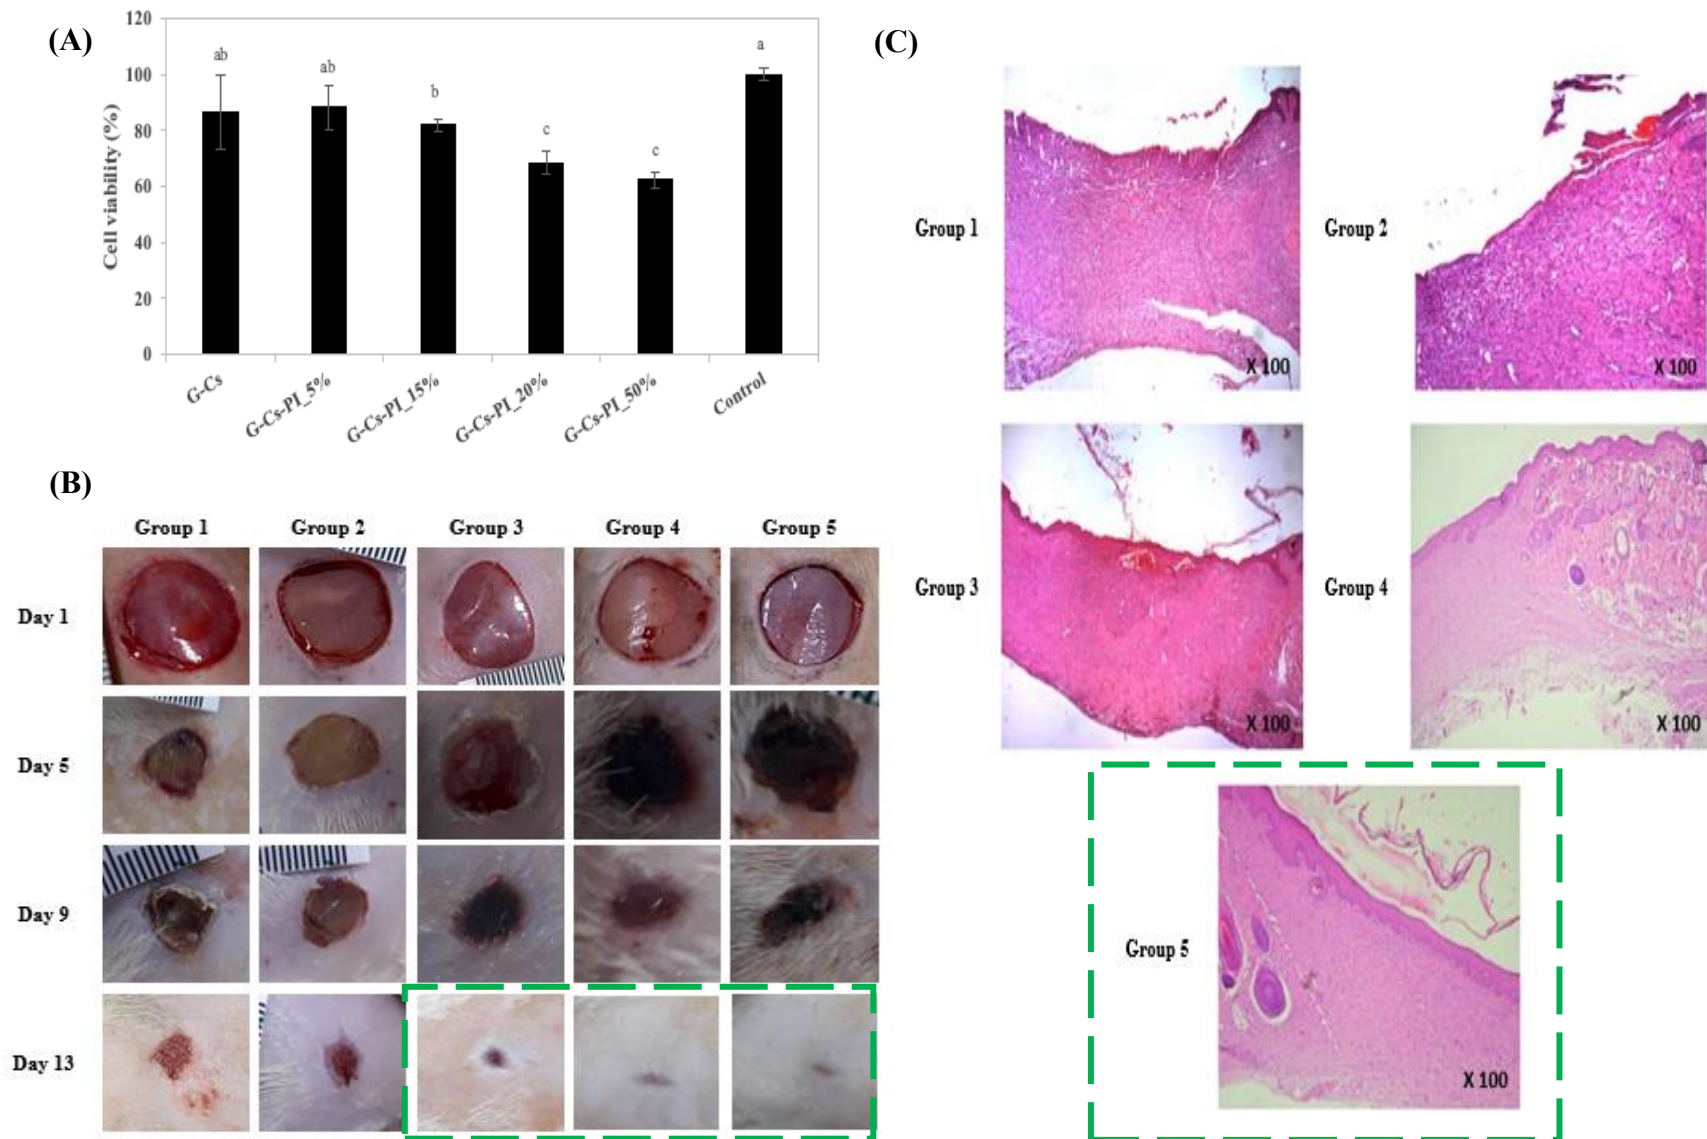 (A)
120
100
80
60
40
20
0
Cell viability (%)
ab
ab
b
c
c
a
G-Cs
G-Cs-PI_5%
G-Cs-PI_15%
G-Cs-PI_20%
G-Cs-PI_50%
Control
(B)
Group 1 Group 2 Group 3 Group 4 Group 5
Day 1
Day 5
Day 9
Day 13
(C)
Group 1
X 100
Group 2
X 100
Group 3
X 100
Group 4
X 100
Group 5
X 100